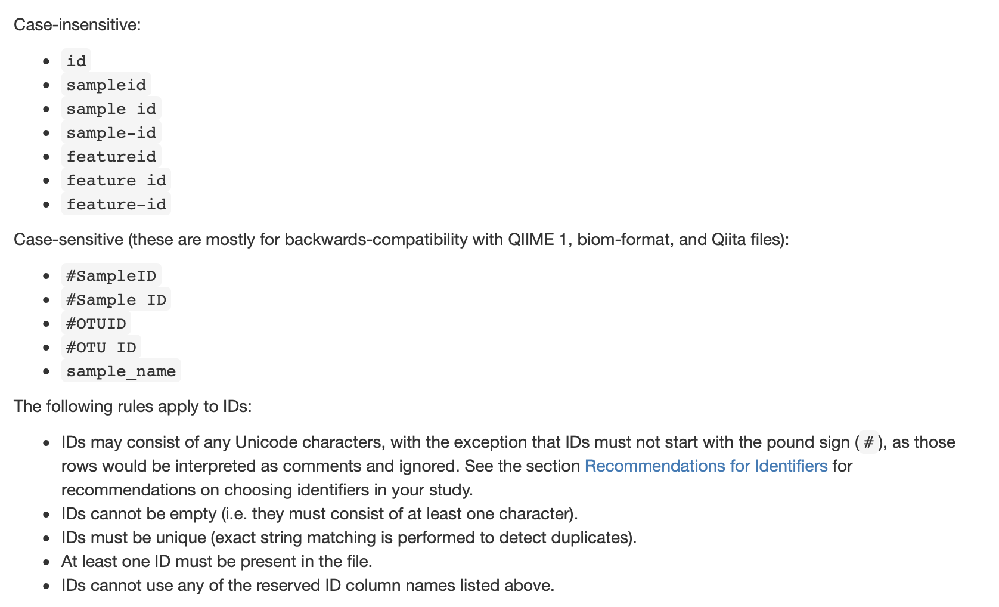 Case-insensitive:
• id
• sampleid
• sample id
• sample-id
• featureid
• feature id
• feature-id
Case-sensitive (these are mostly for backwards-compatibility with QIIME 1, biom-format, and Qiita files):
• #SampleID
• #Sample ID
• #OTUID
• #OTU ID
• sample_name
The following rules apply to IDs:
• IDs may consist of any Unicode characters, with the exception that IDs must not start with the pound sign ( # ), as those
rows would be interpreted as comments and ignored. See the section Recommendations for Identifiers for
recommendations on choosing identifiers in your study.
• IDs cannot be empty (i.e. they must consist of at least one character).
• IDs must be unique (exact string matching is performed to detect duplicates).
• At least one ID must be present in the file.
• IDs cannot use any of the reserved ID column names listed above.